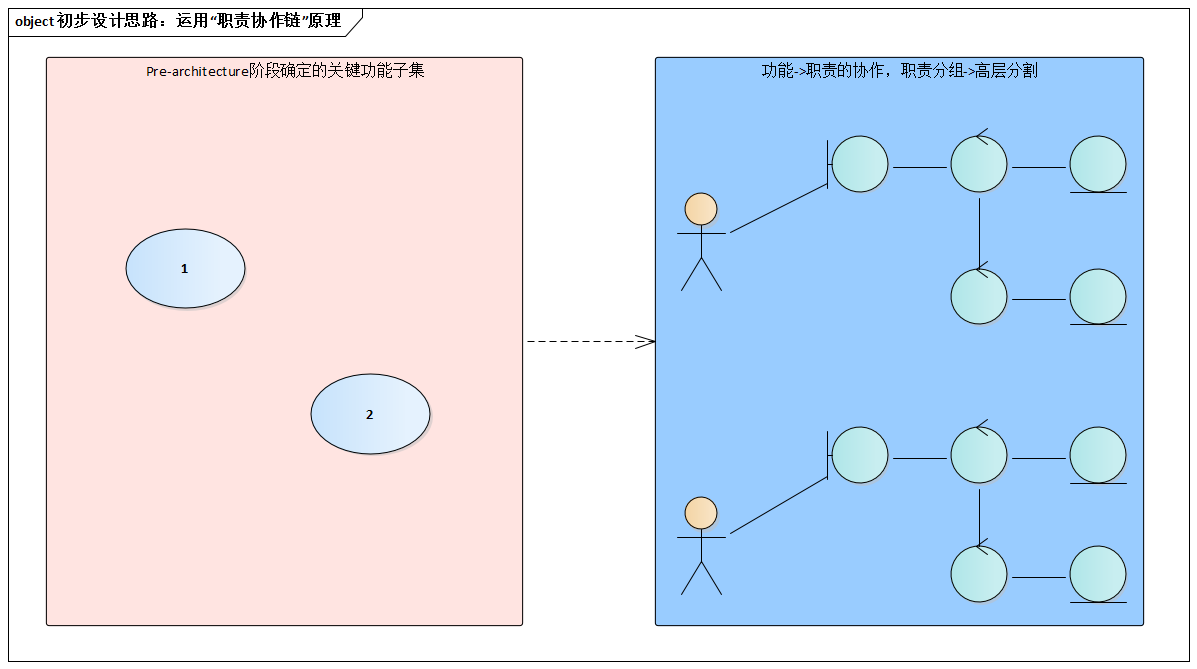 object 初步设计思路：运用“职责协作链”原理
Pre-architecture阶段确定的关键功能子集
功能->职责的协作，职责分组->高层分割
1
2